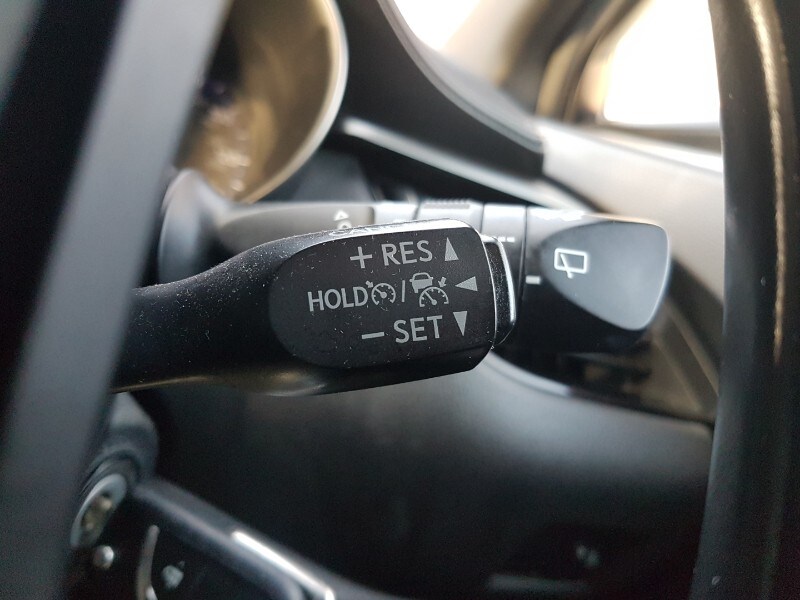 + RES ▲
HOLD / ◀
− SET ▼